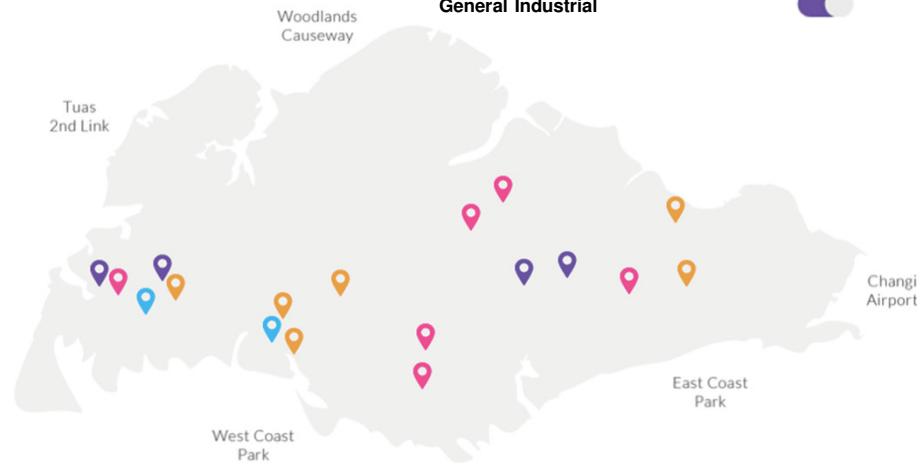 General Industrial
Woodlands
Causeway
Tuas
2nd Link
Changi
Airport
East Coast
Park
West Coast
Park